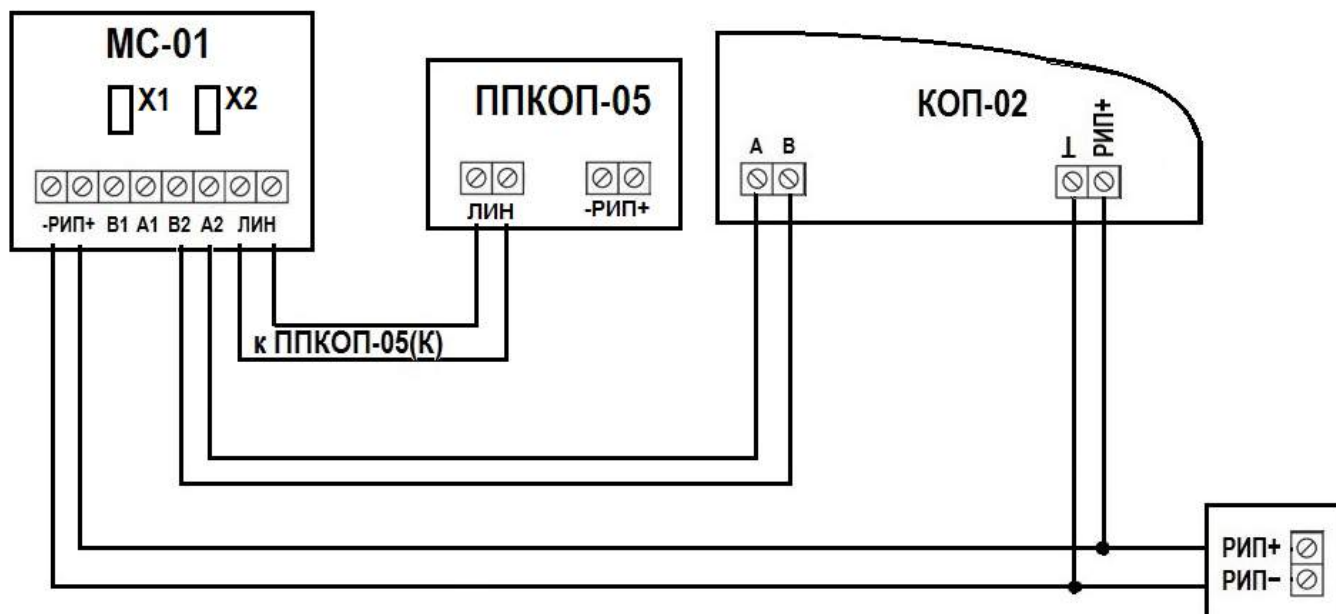 МС-01
X1
X2
-РИП+ В1 А1 В2 А2 ЛИН
ППКОП-05
ЛИН
-РИП+
КОП-02
А В
⊥
РИП+
к ППКОП-05(К)
РИП+
РИП−